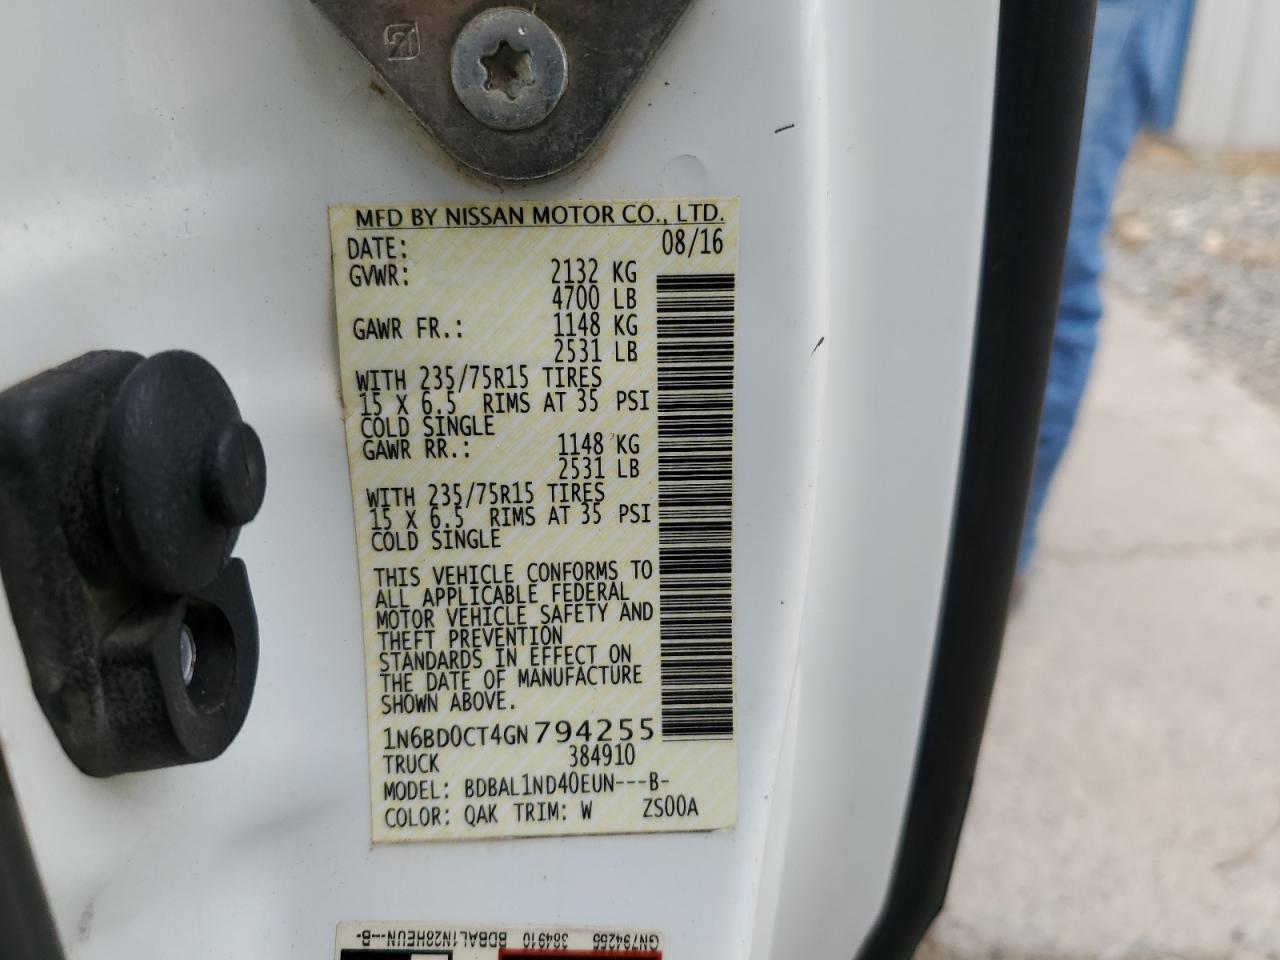 MFD BY NISSAN MOTOR CO., LTD.
DATE: 08/16
GVWR: 2132 KG
4700 LB
GAWR FR.: 1148 KG
2531 LB
WITH 235/75R15 TIRES
15 X 6.5 RIMS AT 35 PSI
COLD SINGLE
GAWR RR.: 1148 KG
2531 LB
WITH 235/75R15 TIRES
15 X 6.5 RIMS AT 35 PSI
COLD SINGLE
THIS VEHICLE CONFORMS TO
ALL APPLICABLE FEDERAL
MOTOR VEHICLE SAFETY AND
THEFT PREVENTION
STANDARDS IN EFFECT ON
THE DATE OF MANUFACTURE
SHOWN ABOVE.
1N6BD0CT4GN794255
TRUCK 384910
MODEL: BDBAL1ND40EUN---B-
COLOR: QAK TRIM: W ZS00A
384910